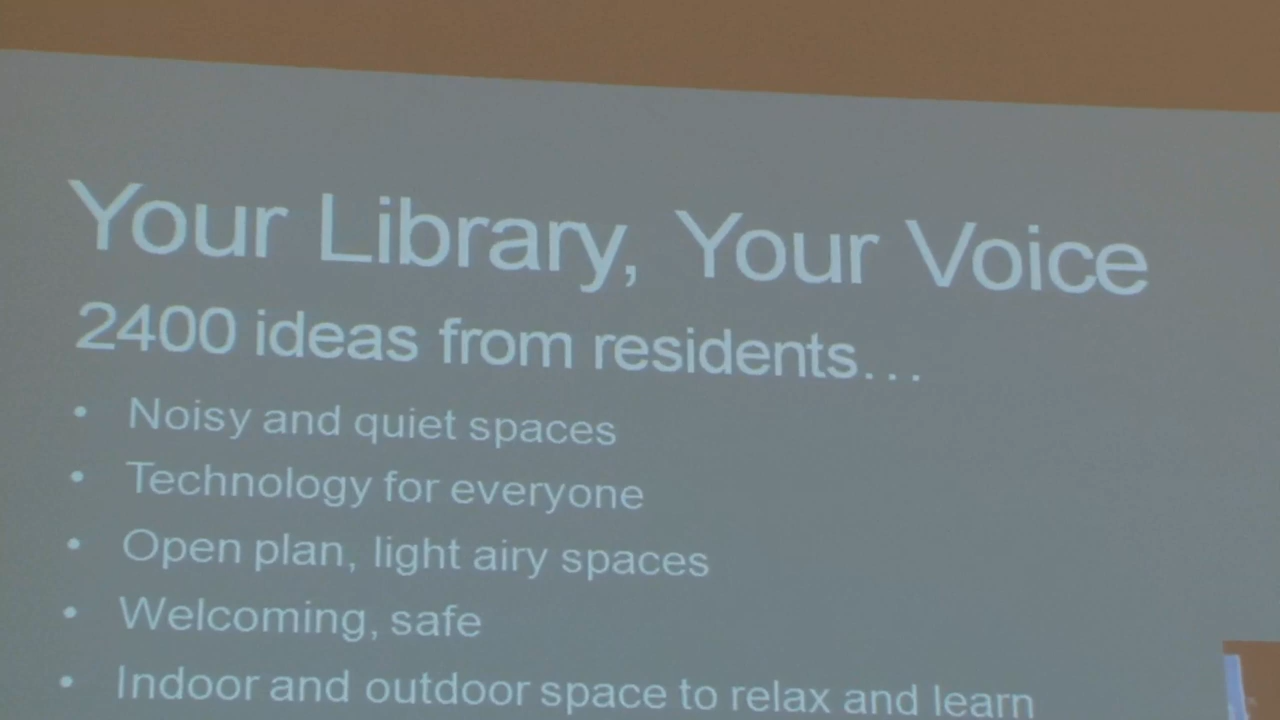 Your Library, Your Voice
2400 ideas from residents...
• Noisy and quiet spaces
• Technology for everyone
• Open plan, light airy spaces
• Welcoming, safe
• Indoor and outdoor space to relax and learn